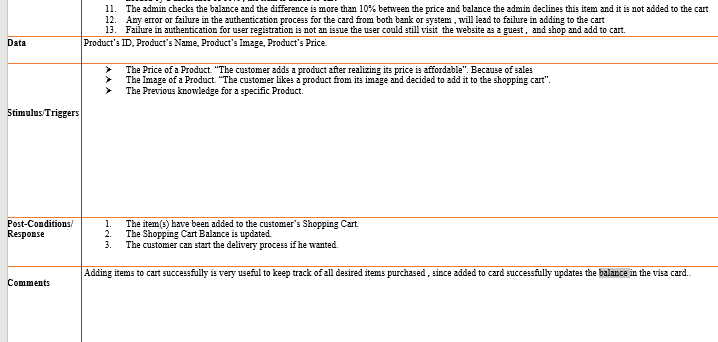 11. The admin checks the balance and the difference is more than 10% between the price and balance the admin declines this item and it is not added to the cart
12. Any error or failure in the authentication process for the card from both bank or system , will lead to failure in adding to the cart
13. Failure in authentication for user registration is not an issue the user could still visit the website as a guest , and shop and add to cart.
Data
Product's ID, Product's Name, Product's Image, Product's Price.
➤ The Price of a Product. “The customer adds a product after realizing its price is affordable”. Because of sales
➤ The Image of a Product. “The customer likes a product from its image and decided to add it to the shopping cart”.
➤ The Previous knowledge for a specific Product.
Stimulus/Triggers
Post-Conditions/
Response
1. The item(s) have been added to the customer’s Shopping Cart.
2. The Shopping Cart Balance is updated.
3. The customer can start the delivery process if he wanted.
Adding items to cart successfully is very useful to keep track of all desired items purchased , since added to card successfully updates the balance in the visa card..
Comments